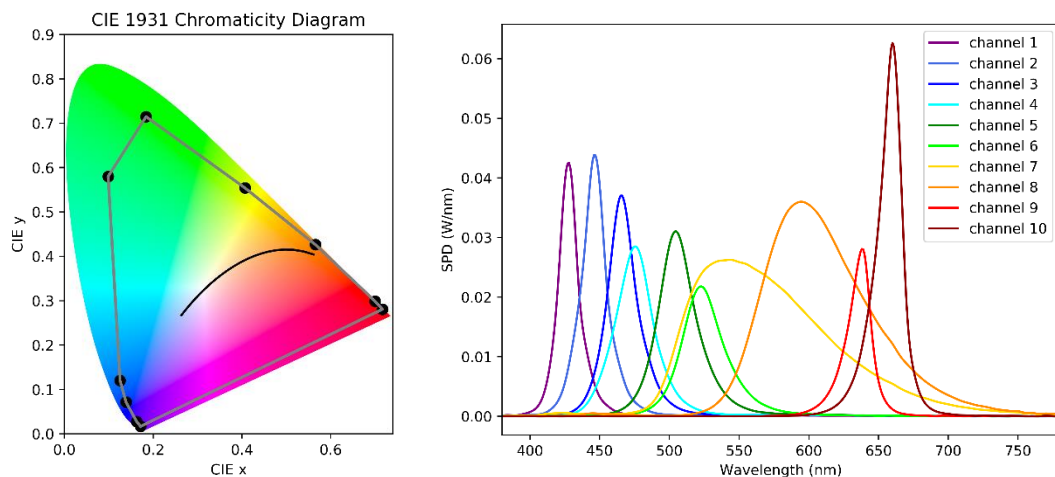 CIE 1931 Chromaticity Diagram
0.9
0.8
0.7
0.6
0.5
0.4
0.3
0.2
0.1
0.0
CIE y
0.0 0.2 0.4 0.6
CIE x
0.06
0.05
0.04
0.03
0.02
0.01
0.00
SPD (W/nm)
400 450 500 550 600 650 700 750
Wavelength (nm)
channel 1
channel 2
channel 3
channel 4
channel 5
channel 6
channel 7
channel 8
channel 9
channel 10